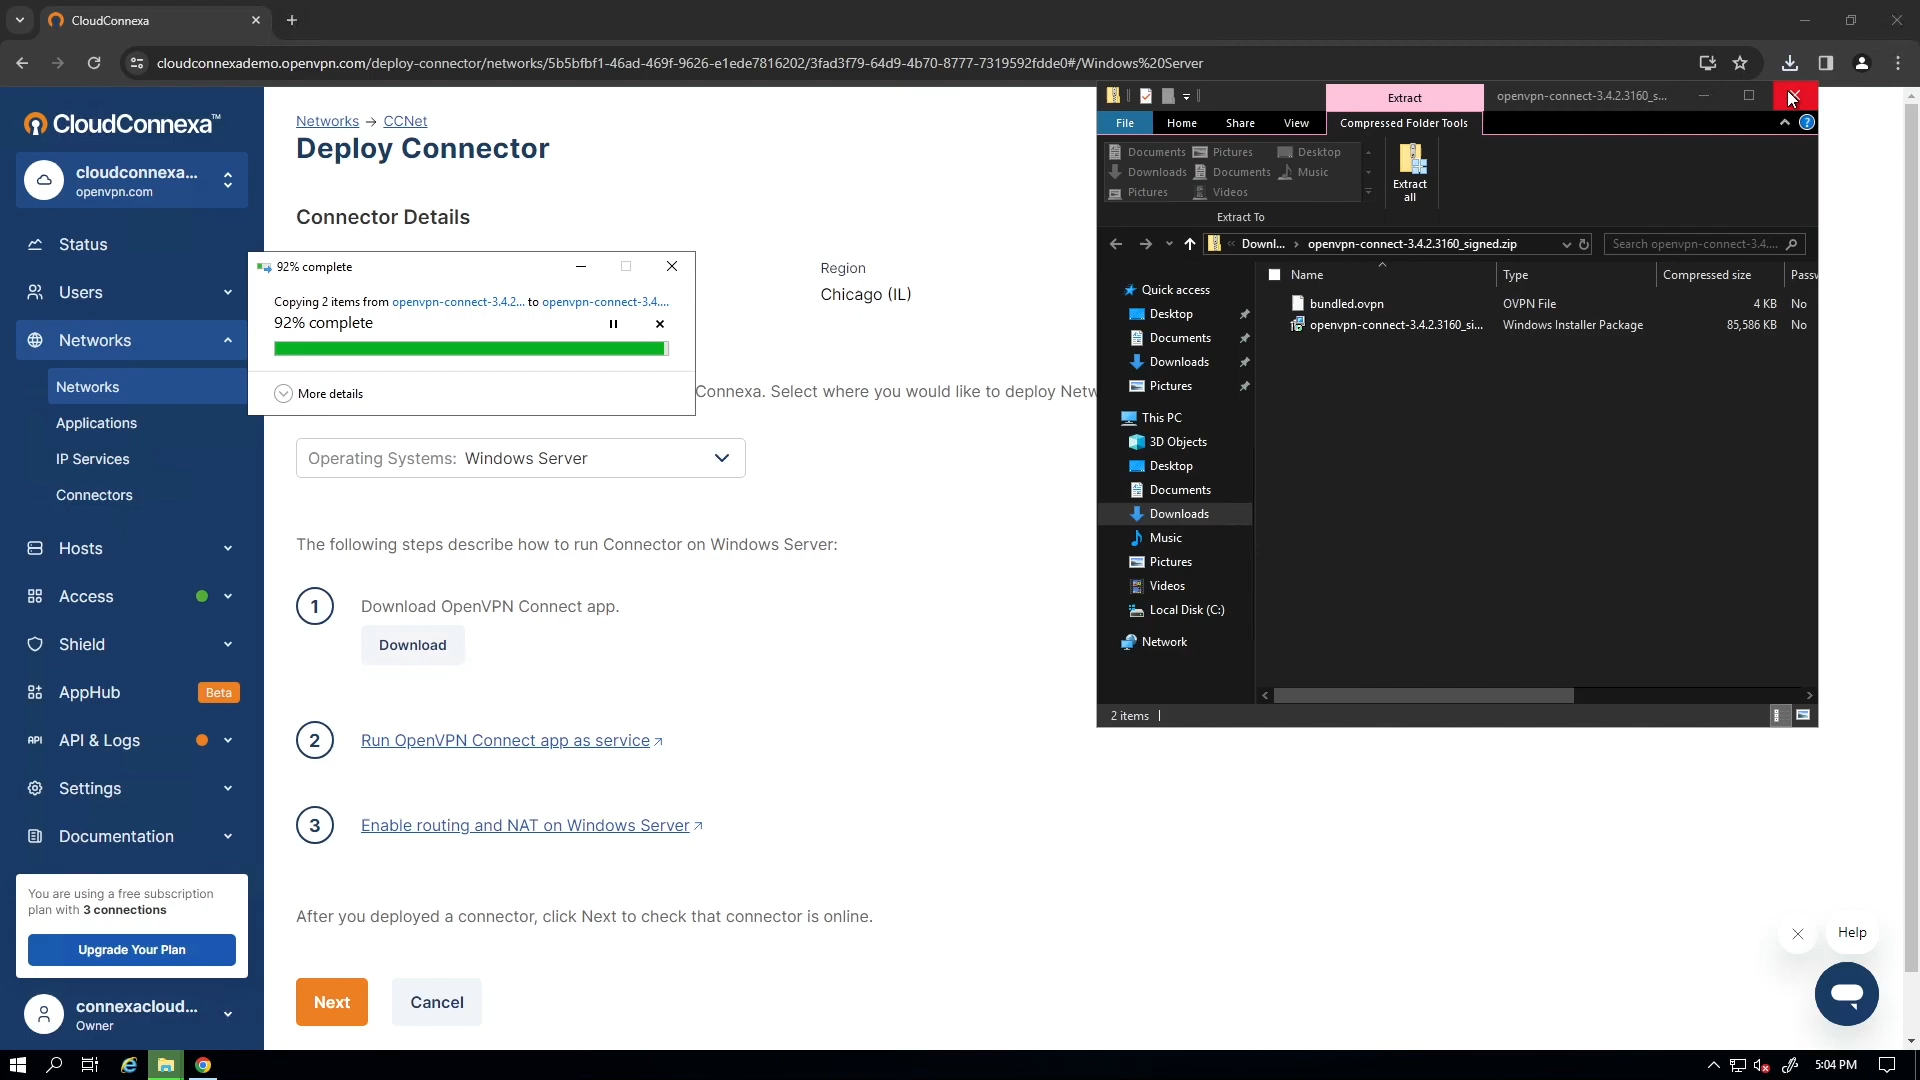 CloudConnexa
cloudconnexademo.openvpn.com/deploy-connector/networks/5b5bfbf1-46ad-469f-9626-e1ede7816202/3fad3f79-64d9-4b70-8777-7319592fdde0#/Windows%20Server
CloudConnexa™
cloudconnexa...
openvpn.com
Status
Users
Networks
Networks
Applications
IP Services
Connectors
Hosts
Access
Shield
AppHub
Beta
API
API & Logs
Settings
Documentation
You are using a free subscription
plan with 3 connections
Upgrade Your Plan
connexacloud...
Owner
Networks → CCNet
Deploy Connector
Connector Details
Region
Chicago (IL)
Connexa. Select where you would like to deploy Netw
92% complete
Copying 2 items from openvpn-connect-3.4.2... to openvpn-connect-3.4....
92% complete
More details
Operating Systems: Windows Server
The following steps describe how to run Connector on Windows Server:
1
Download OpenVPN Connect app.
Download
2
Run OpenVPN Connect app as service
3
Enable routing and NAT on Windows Server
After you deployed a connector, click Next to check that connector is online.
Next
Cancel
Extract
openvpn-connect-3.4.2.3160_s...
File
Home
Share
View
Compressed Folder Tools
Documents
Pictures
Desktop
Downloads
Documents
Music
Pictures
Videos
Extract To
Extract
all
Downl...
openvpn-connect-3.4.2.3160_signed.zip
Search openvpn-connect-3.4....
Name
Type
Compressed size
Passw
bundled.ovpn
OVPN File
4 KB
No
openvpn-connect-3.4.2.3160_si...
Windows Installer Package
85,586 KB
No
Quick access
Desktop
Documents
Downloads
Pictures
This PC
3D Objects
Desktop
Documents
Downloads
Music
Pictures
Videos
Local Disk (C:)
Network
2 items
Help
5:04 PM